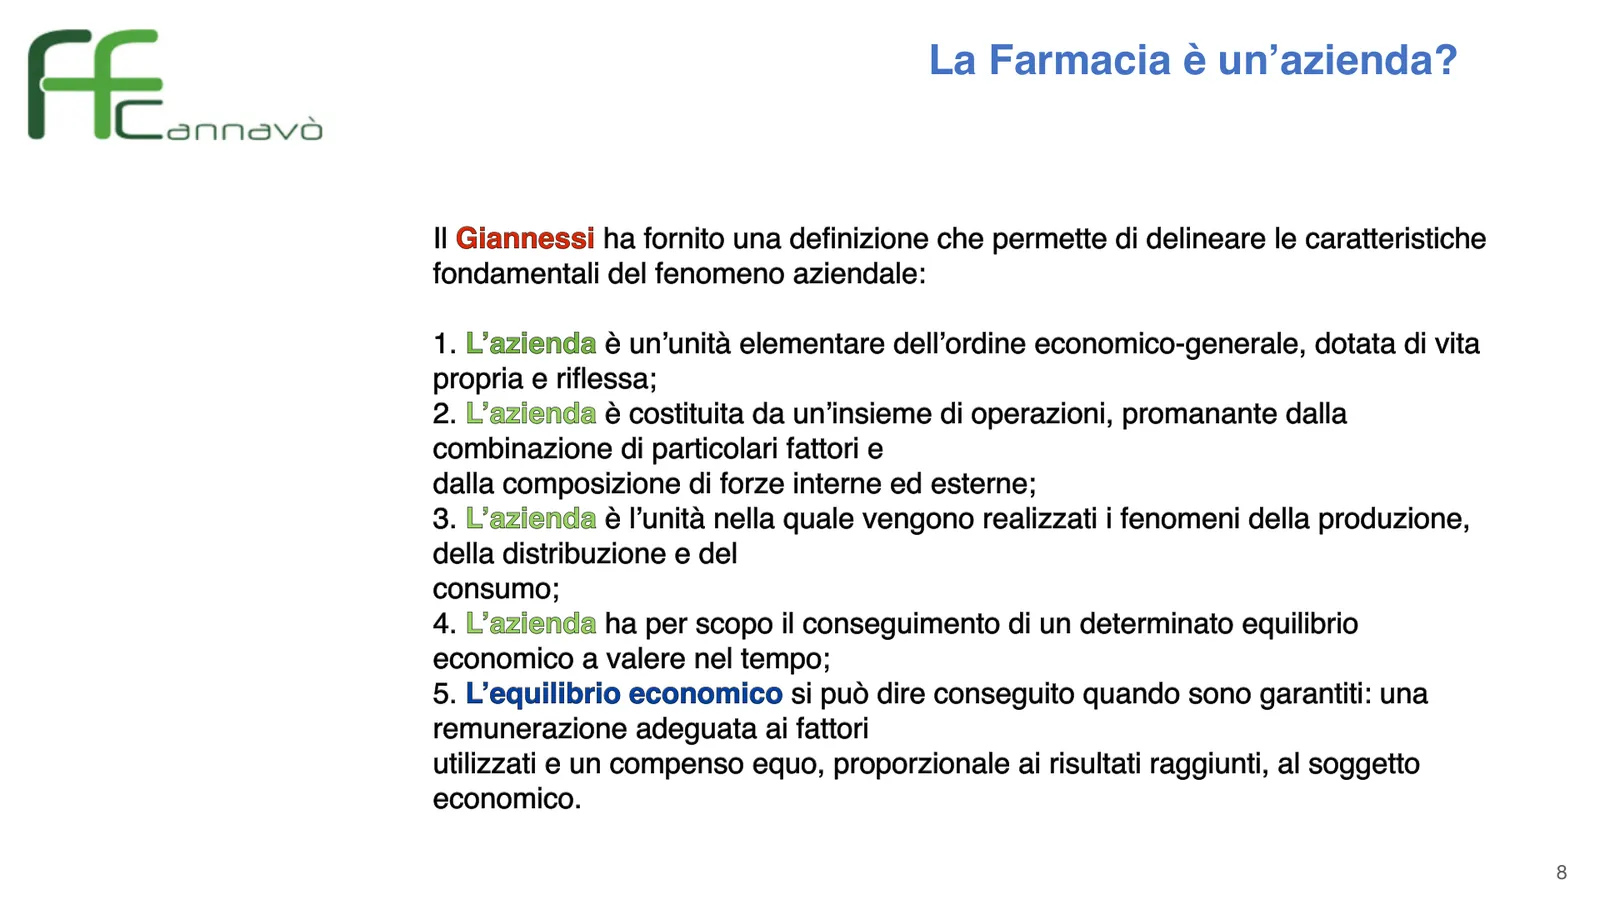 FFCannavò
La Farmacia è un’azienda?
Il Giannessi ha fornito una definizione che permette di delineare le caratteristiche
fondamentali del fenomeno aziendale:
1. L’azienda è un’unità elementare dell’ordine economico-generale, dotata di vita
propria e riflessa;
2. L’azienda è costituita da un’insieme di operazioni, promanante dalla
combinazione di particolari fattori e
dalla composizione di forze interne ed esterne;
3. L’azienda è l’unità nella quale vengono realizzati i fenomeni della produzione,
della distribuzione e del
consumo;
4. L’azienda ha per scopo il conseguimento di un determinato equilibrio
economico a valere nel tempo;
5. L’equilibrio economico si può dire conseguito quando sono garantiti: una
remunerazione adeguata ai fattori
utilizzati e un compenso equo, proporzionale ai risultati raggiunti, al soggetto
economico.
8